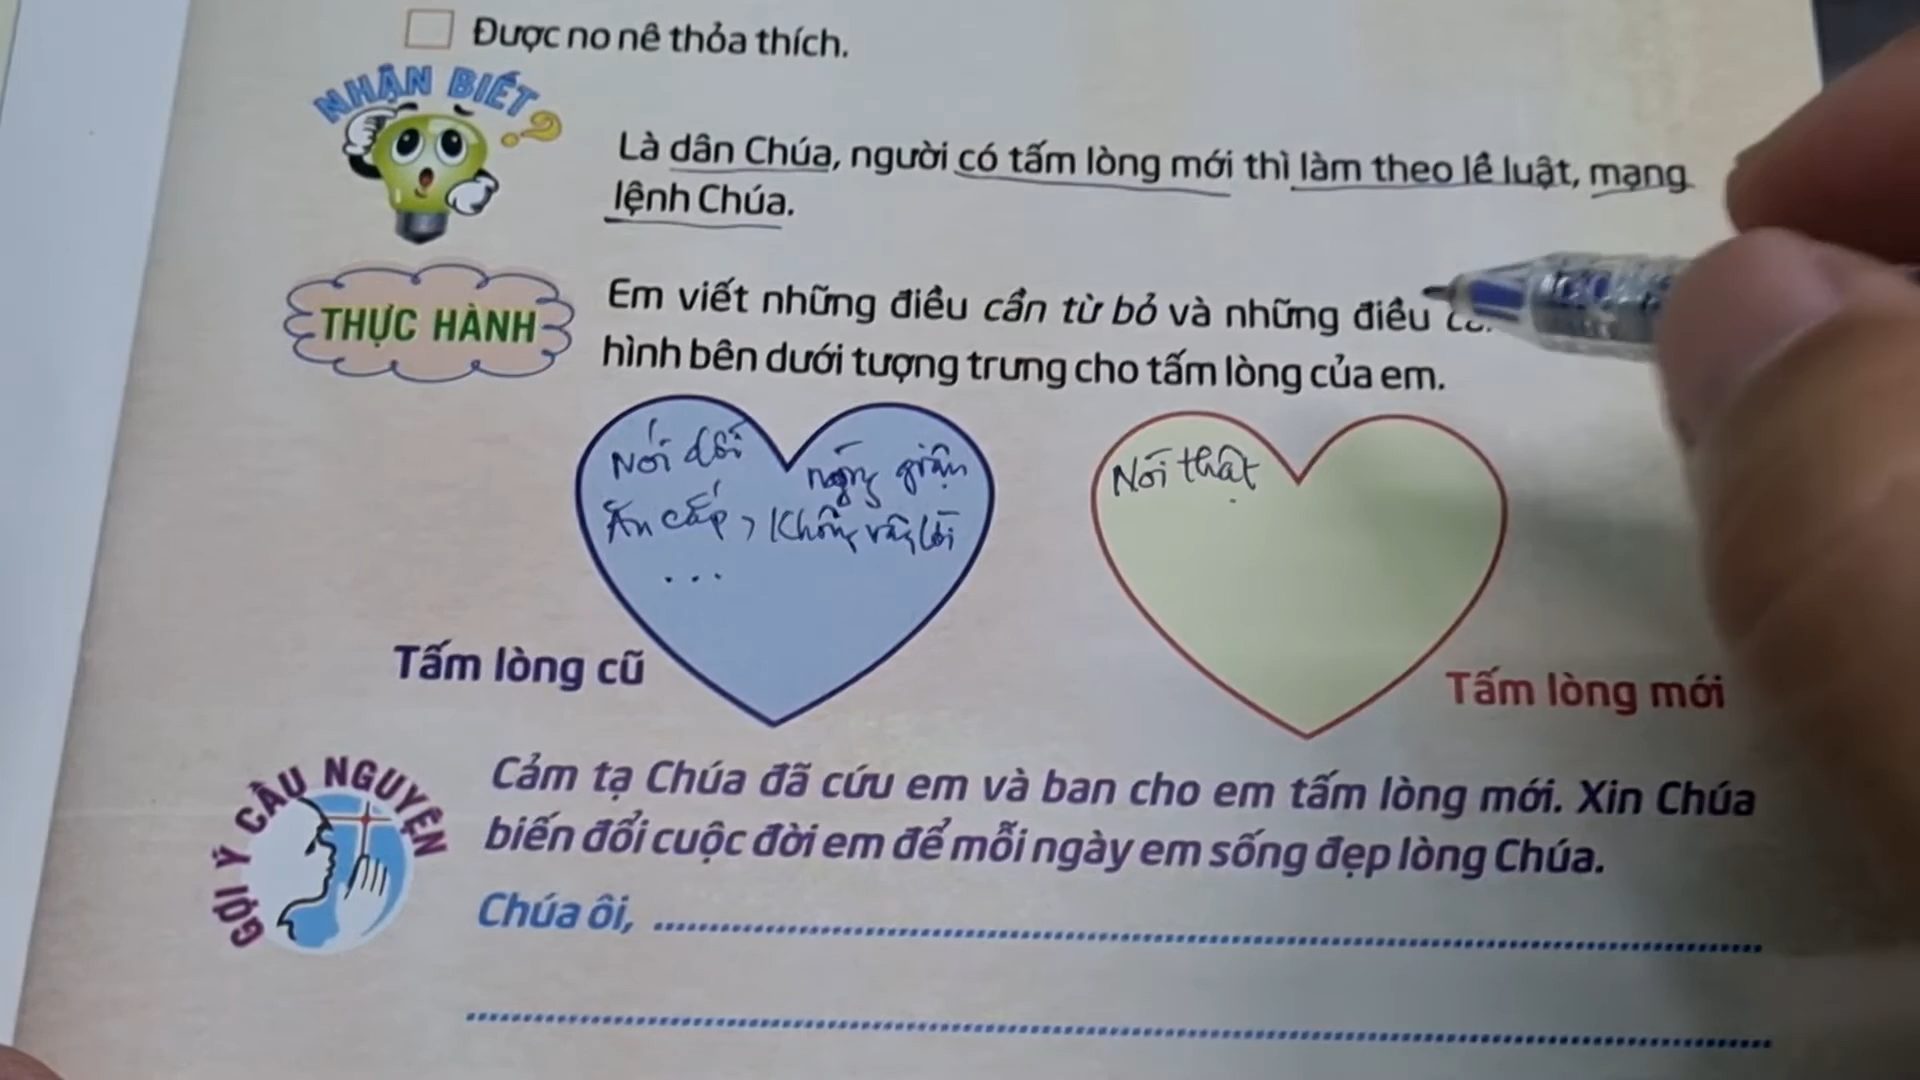 Được no nê thỏa thích.
NHẬN BIẾT
Là dân Chúa, người có tấm lòng mới thì làm theo lề luật, mạng
lệnh Chúa.
THỰC HÀNH
Em viết những điều cần từ bỏ và những điều
hình bên dưới tượng trưng cho tấm lòng của em.
Nói dối
nóng giận
Ăn cắp, không vâng lời
...
Nói thật
Tấm lòng cũ
Tấm lòng mới
GỢI Ý CẦU NGUYỆN
Cảm tạ Chúa đã cứu em và ban cho em tấm lòng mới. Xin Chúa
biến đổi cuộc đời em để mỗi ngày em sống đẹp lòng Chúa.
Chúa ôi,